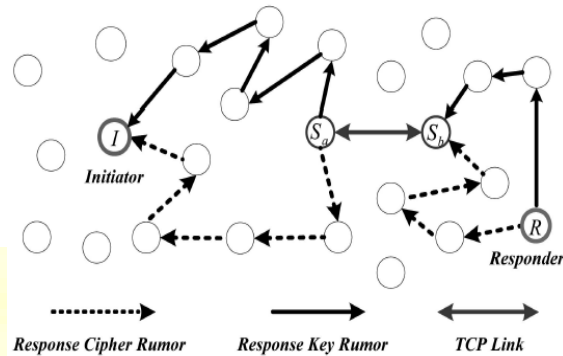 I
Initiator
Sa
Sb
R
Responder
Response Cipher Rumor
Response Key Rumor
TCP Link